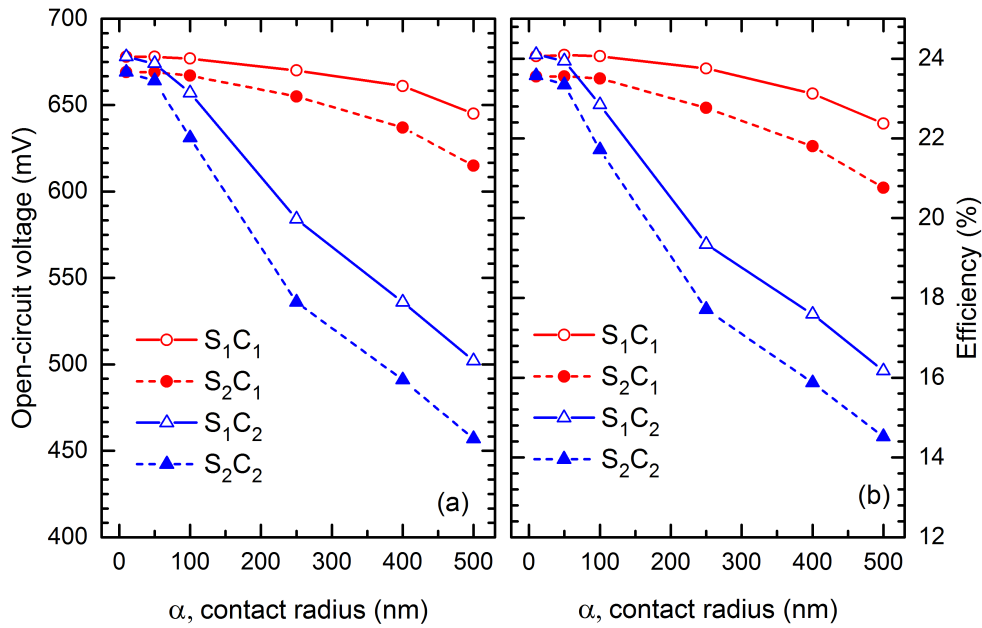 Open-circuit voltage (mV)
700
650
600
550
500
450
400
S₁C₁
S₂C₁
S₁C₂
S₂C₂
(a)
0 100 200 300 400 500
α, contact radius (nm)
S₁C₁
S₂C₁
S₁C₂
S₂C₂
(b)
0 100 200 300 400 500
α, contact radius (nm)
24
22
20
18
16
14
12
Efficiency (%)